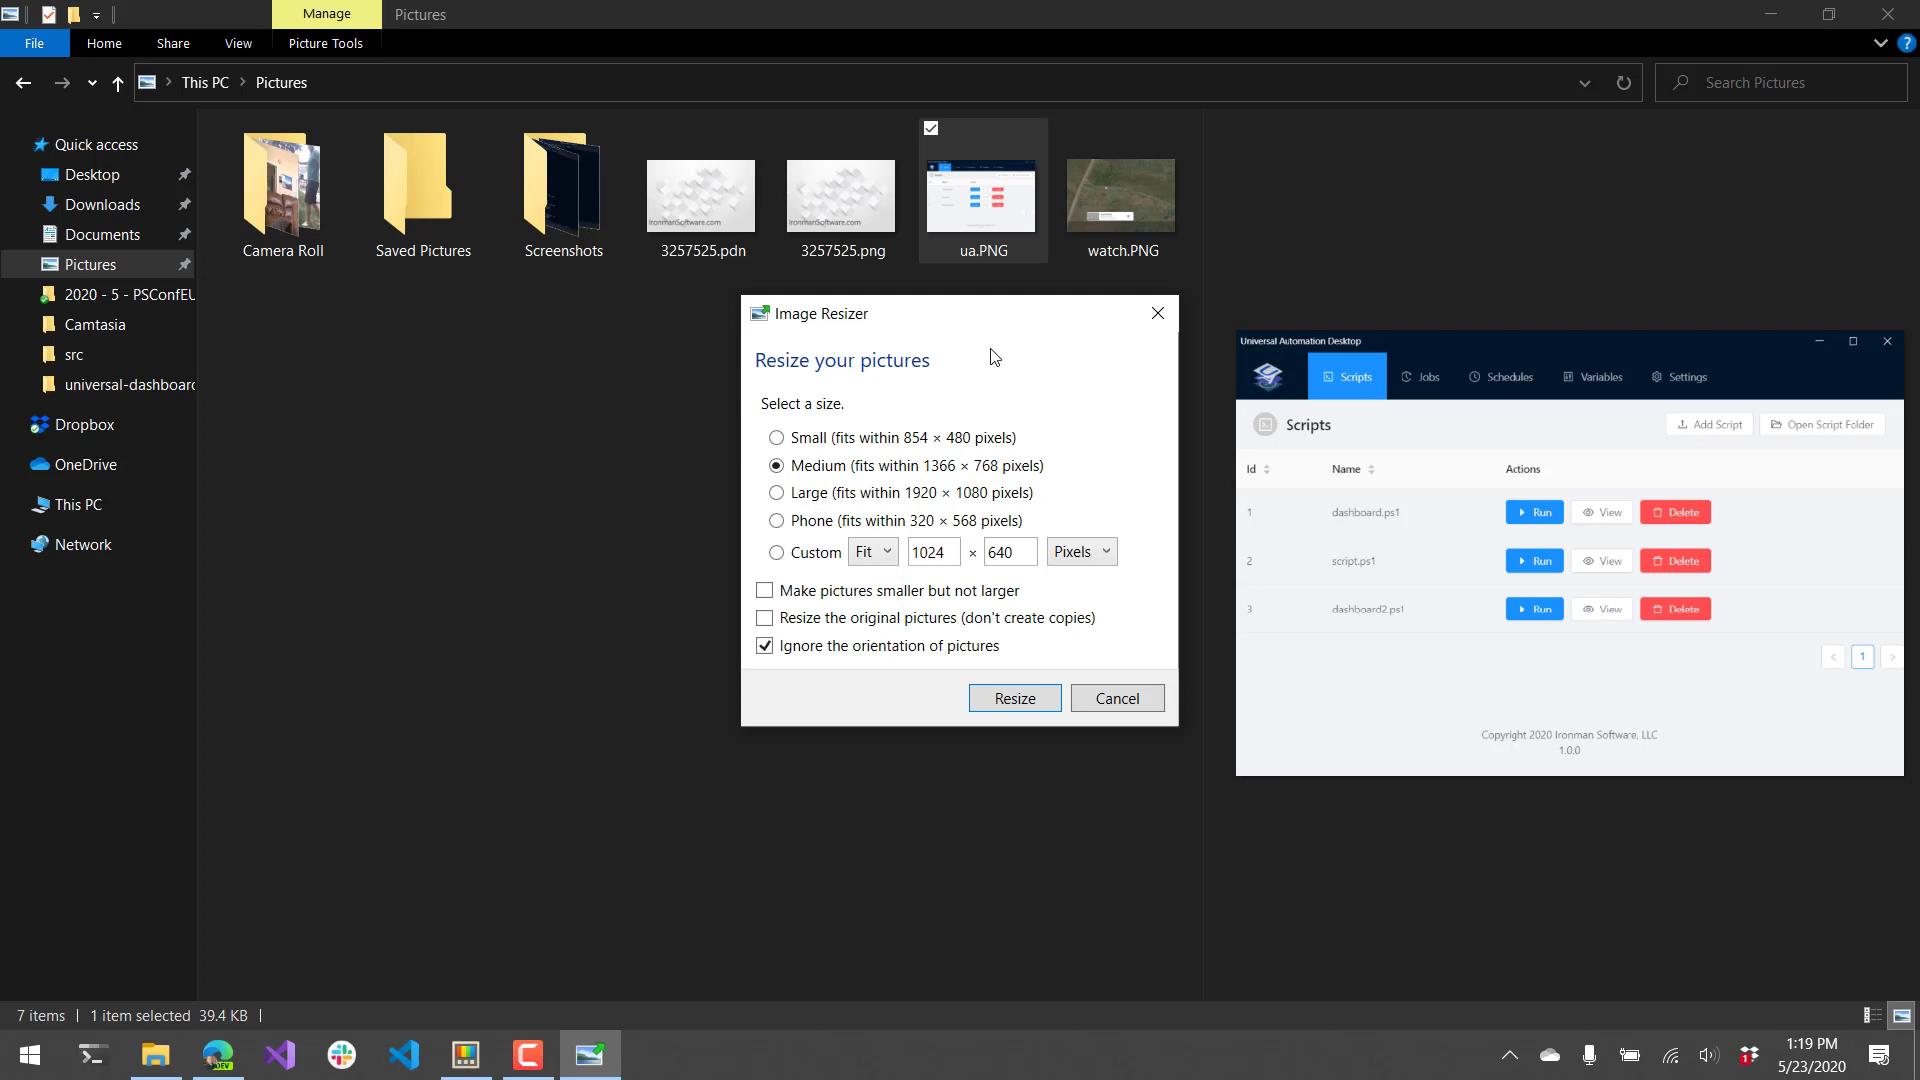 Manage
Pictures
File
Home
Share
View
Picture Tools
This PC
Pictures
Search Pictures
Quick access
Desktop
Downloads
Documents
Pictures
2020 - 5 - PSConfEU
Camtasia
src
universal-dashboard
Dropbox
OneDrive
This PC
Network
Camera Roll
Saved Pictures
Screenshots
IronmanSoftware.com
3257525.pdn
IronmanSoftware.com
3257525.png
ua.PNG
watch.PNG
Image Resizer
Resize your pictures
Select a size.
Small (fits within 854 × 480 pixels)
Medium (fits within 1366 × 768 pixels)
Large (fits within 1920 × 1080 pixels)
Phone (fits within 320 × 568 pixels)
Custom Fit 1024 × 640 Pixels
Make pictures smaller but not larger
Resize the original pictures (don't create copies)
Ignore the orientation of pictures
Resize
Cancel
Universal Automation Desktop
Scripts
Jobs
Schedules
Variables
Settings
Scripts
Add Script
Open Script Folder
Id
Name
Actions
1
dashboard.ps1
Run
View
Delete
2
script.ps1
Run
View
Delete
3
dashboard2.ps1
Run
View
Delete
1
Copyright 2020 Ironman Software, LLC
1.0.0
7 items
1 item selected 39.4 KB
DEV
1
1:19 PM
5/23/2020